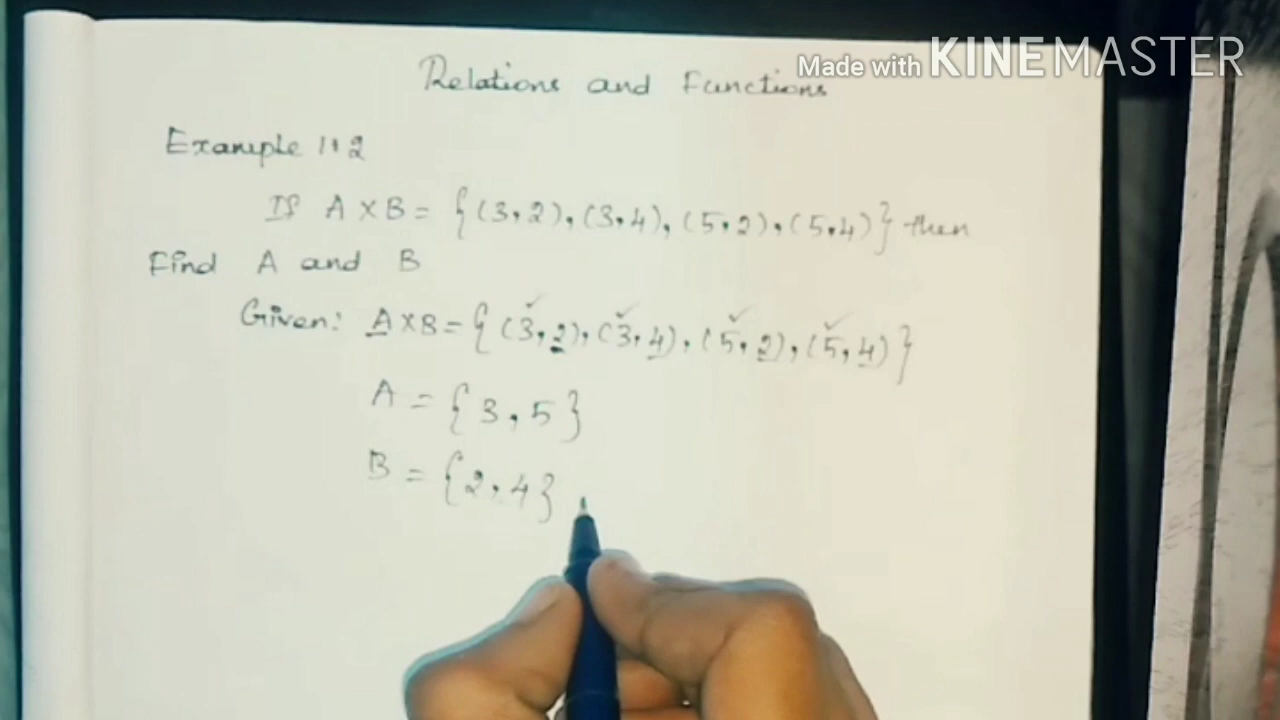 Made with KINEMASTER
Relations and Functions
Example 1.2
If A X B = {(3,2),(3,4),(5,2),(5,4)} then
Find A and B
Given: A X B = {(3,2),(3,4),(5,2),(5,4)}
A = {3,5}
B = {2,4}